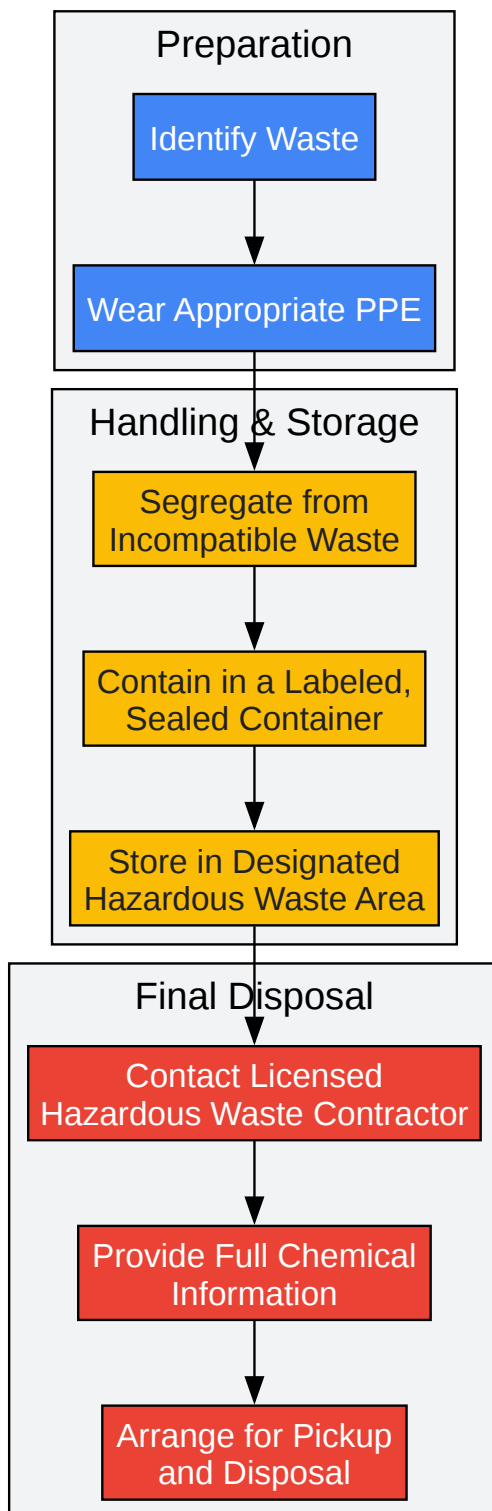 Preparation
Identify Waste
Wear Appropriate PPE
Handling & Storage
Segregate from
Incompatible Waste
Contain in a Labeled,
Sealed Container
Store in Designated
Hazardous Waste Area
Final Disposal
Contact Licensed
Hazardous Waste Contractor
Provide Full Chemical
Information
Arrange for Pickup
and Disposal